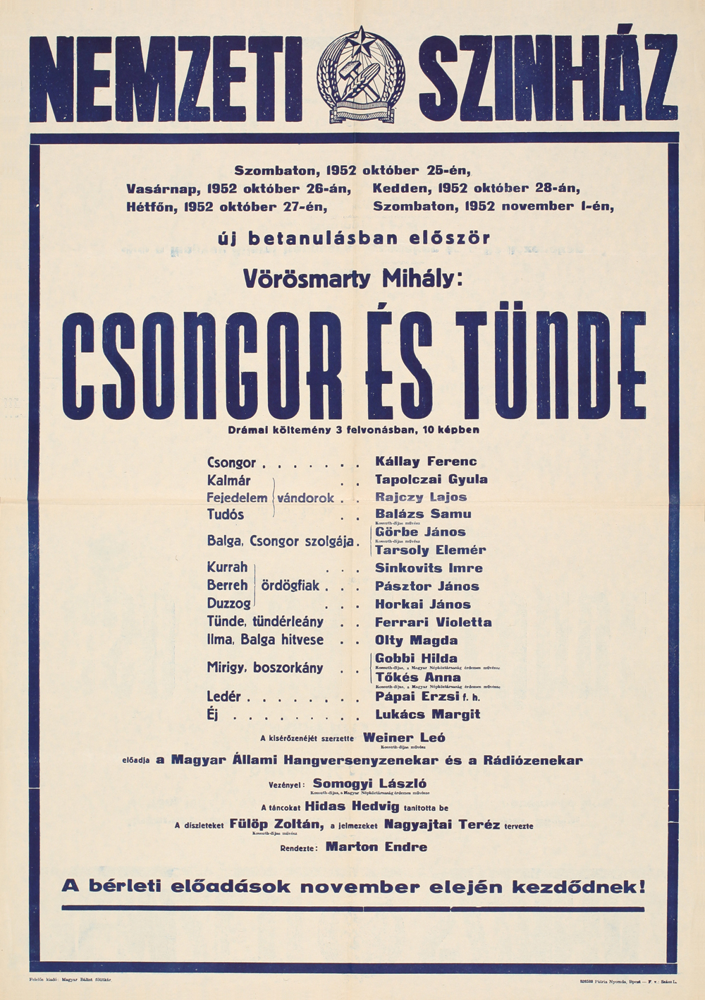 NEMZETI SZINHÁZ
Szombaton, 1952 október 25-én,
Vasárnap, 1952 október 26-án, Kedden, 1952 október 28-án,
Hétfőn, 1952 október 27-én, Szombaton, 1952 november 1-én,
új betanulásban először
Vörösmarty Mihály:
CSONGOR ÉS TÜNDE
Drámai költemény 3 felvonásban, 10 képben
Csongor . . . . . . . Kállay Ferenc
Kalmár . . Tapolczai Gyula
Fejedelem vándorok . . Rajczy Lajos
Tudós . . Balázs Samu
Kossuth-díjas művész
Balga, Csongor szolgája . Görbe János
Kossuth-díjas művész
Tarsoly Elemér
Kurrah . . . Sinkovits Imre
Berreh ördögfiak . . . Pásztor János
Duzzog . . . Horkai János
Tünde, tündérleány . . Ferrari Violetta
Ilma, Balga hitvese . . Olty Magda
Mirigy, boszorkány . . Gobbi Hilda
Kossuth-díjas, a Magyar Népköztársaság érdemes művésze
Tőkés Anna
Kossuth-díjas, a Magyar Népköztársaság érdemes művésze
Ledér . . . . . . . . Pápai Erzsi f. h.
Éj . . . . . . . . . Lukács Margit
A kisérőzenéjét szerzette Weiner Leó
Kossuth-díjas művész
előadja a Magyar Állami Hangversenyzenekar és a Rádiózenekar
Vezényel: Somogyi László
Kossuth-díjas, a Magyar Népköztársaság érdemes művésze
A táncokat Hidas Hedvig tanitotta be
A díszleteket Fülöp Zoltán, a jelmezeket Nagyajtai Teréz tervezte
Kossuth-díjas művész
Rendezte: Marton Endre
A bérleti előadások november elején kezdődnek!
Felelős kiadó: Magyar Bálint főtitkár
526588 Pátria Nyomda, Bpest — F. v.: Szász L.